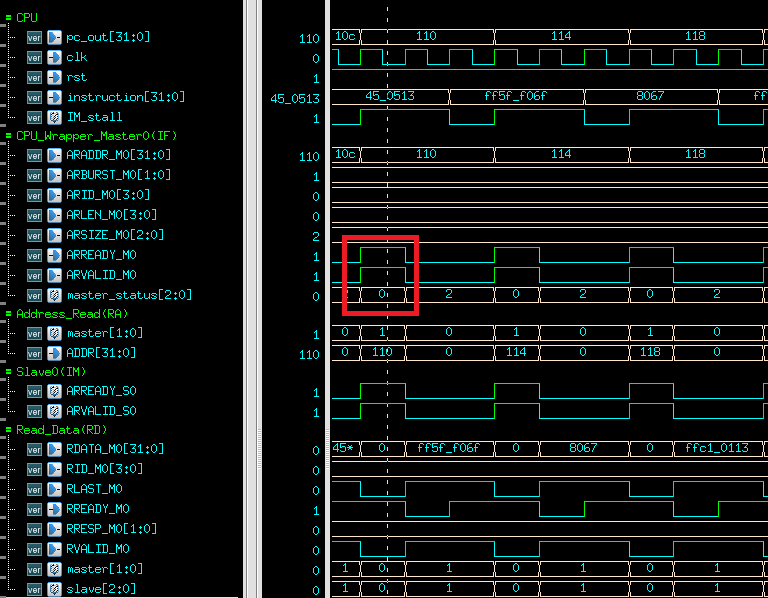 CPU
ver pc_out[31:0] 110 10c 110 114 118
ver clk 0
ver rst 1
ver instruction[31:0] 45_0513 45_0513 ff5f_f06f 8067 ff
ver IM_stall 1
CPU_Wrapper_Master0(IF)
ver ARADDR_M0[31:0] 110 10c 110 114 118
ver ARBURST_M0[1:0] 1
ver ARID_M0[3:0] 0
ver ARLEN_M0[3:0] 0
ver ARSIZE_M0[2:0] 2
ver ARREADY_M0 1
ver ARVALID_M0 1
ver master_status[2:0] 0 0 2 0 2 0 2
Address_Read(RA)
ver master[1:0] 1 0 1 0 1 0 1 0
ver ADDR[31:0] 110 0 110 0 114 0 118 0
Slave0(IM)
ver ARREADY_S0 1
ver ARVALID_S0 1
Read_Data(RD)
ver RDATA_M0[31:0] 0 45* 0 ff5f_f06f 0 8067 0 ffc1_0113
ver RID_M0[3:0] 0
ver RLAST_M0 0
ver RREADY_M0 1
ver RRESP_M0[1:0] 0
ver RVALID_M0 0
ver master[1:0] 0 1 0 1 0 1 0 1
ver slave[2:0] 0 1 0 1 0 1 0 1